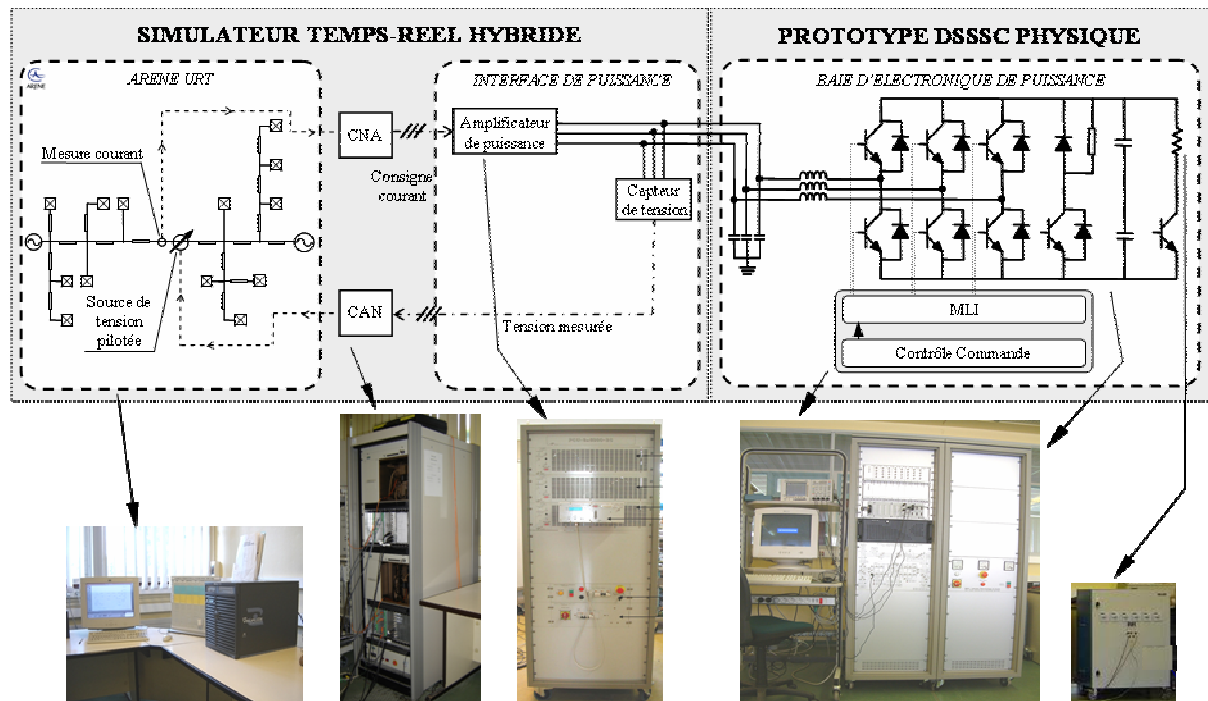 SIMULATEUR TEMPS-REEL HYBRIDE
PROTOTYPE DSSSC PHYSIQUE
ARENE URT
INTERFACE DE PUISSANCE
BAIE D'ELECTRONIQUE DE PUISSANCE
ARENE
Mesure courant
CNA
Amplificateur
de puissance
Consigne
courant
Capteur
de tension
Source de
tension
pilotée
CAN
Tension mesurée
MLI
Contrôle Commande